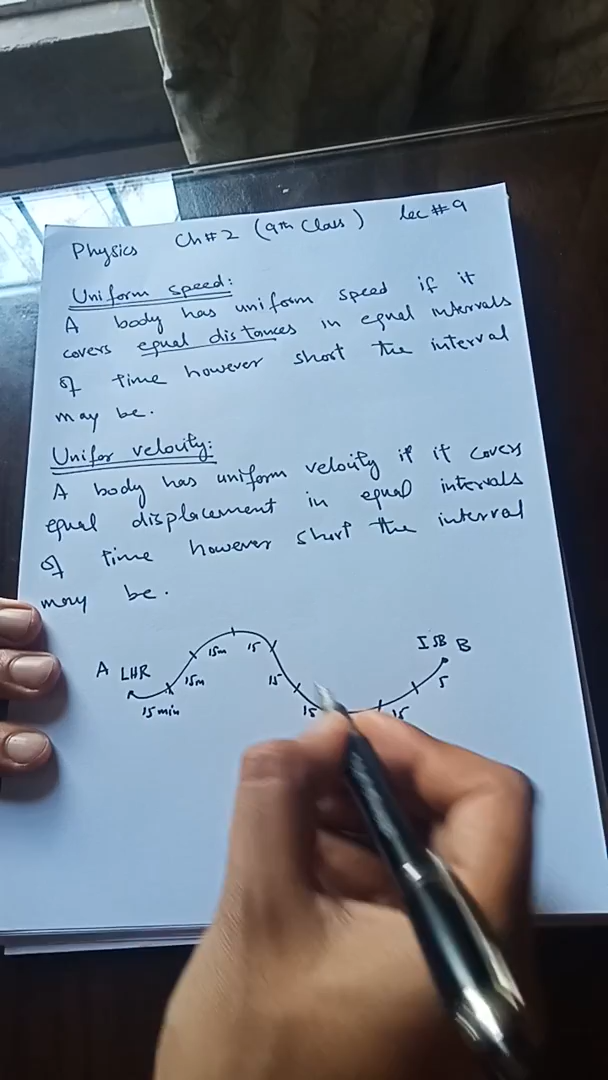 Physics Ch#2 (9th Class) Lec#9
Uniform speed:
A body has uniform speed if it
covers equal distances in equal intervals
of time however short the interval
may be.
Unifor velocity:
A body has uniform velocity if it covers
equal displacement in equal intervals
of time however short the interval
may be.
A LHR ISB B
15m 15
15m 15 5
15min 15 15